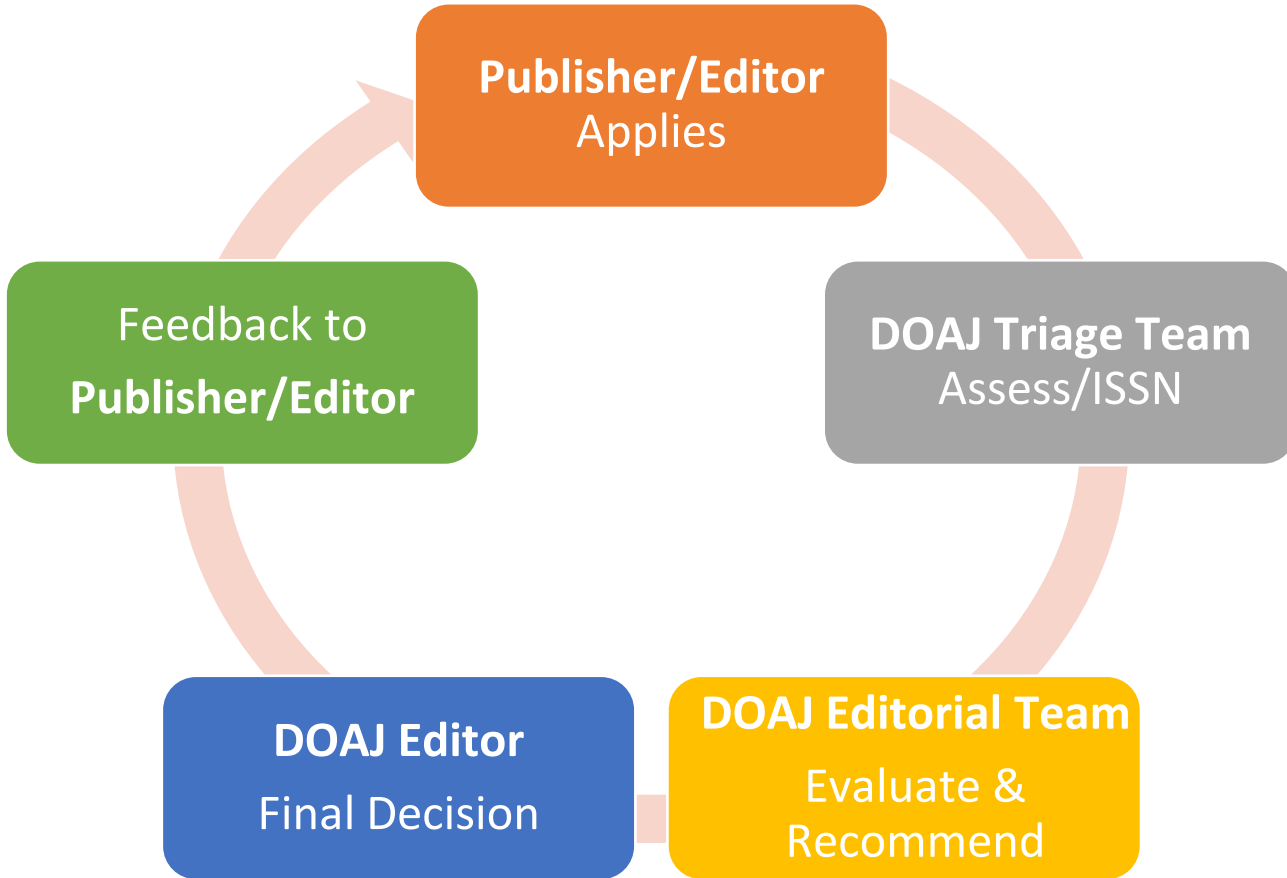 Publisher/Editor
Applies
DOAJ Triage Team
Assess/ISSN
DOAJ Editorial Team
Evaluate &
Recommend
DOAJ Editor
Final Decision
Feedback to
Publisher/Editor